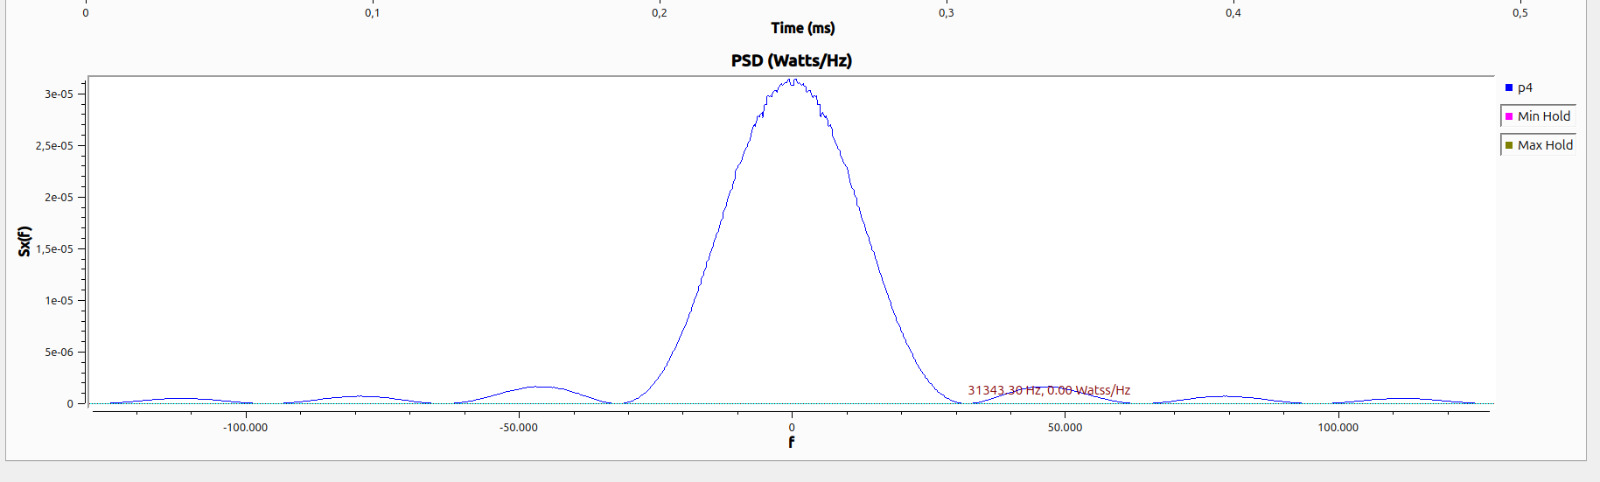 0 0,1 0,2 0,3 0,4 0,5
Time (ms)
PSD (Watts/Hz)
p4
Min Hold
Max Hold
Sx(f)
3e-05
2,5e-05
2e-05
1,5e-05
1e-05
5e-06
0
31343.30 Hz, 0.00 Watss/Hz
-100.000 -50.000 0 50.000 100.000
f